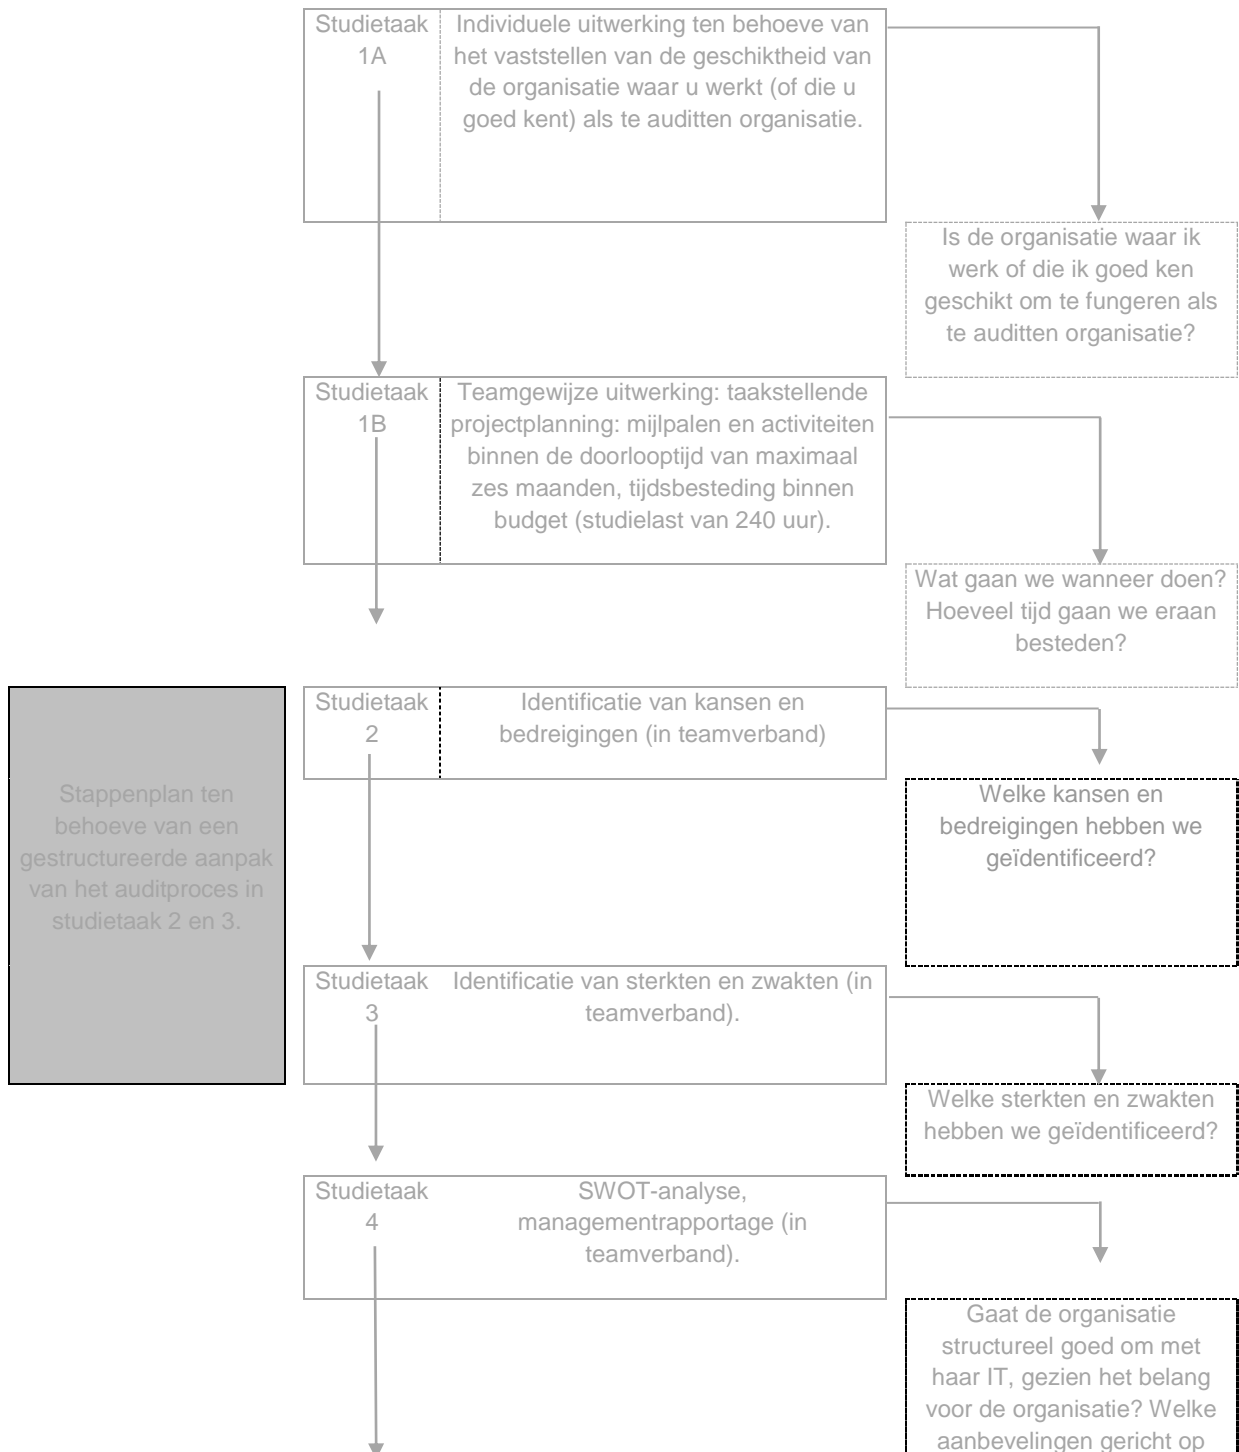 Studietaak
1A
Individuele uitwerking ten behoeve van
het vaststellen van de geschiktheid van
de organisatie waar u werkt (of die u
goed kent) als te auditten organisatie.
Is de organisatie waar ik
werk of die ik goed ken
geschikt om te fungeren als
te auditten organisatie?
Studietaak
1B
Teamgewijze uitwerking: taakstellende
projectplanning: mijlpalen en activiteiten
binnen de doorlooptijd van maximaal
zes maanden, tijdsbesteding binnen
budget (studielast van 240 uur).
Wat gaan we wanneer doen?
Hoeveel tijd gaan we eraan
besteden?
Stappenplan ten
behoeve van een
gestructureerde aanpak
van het auditproces in
studietaak 2 en 3.
Studietaak
2
Identificatie van kansen en
bedreigingen (in teamverband)
Welke kansen en
bedreigingen hebben we
geïdentificeerd?
Studietaak
3
Identificatie van sterkten en zwakten (in
teamverband).
Welke sterkten en zwakten
hebben we geïdentificeerd?
Studietaak
4
SWOT-analyse,
managementrapportage (in
teamverband).
Gaat de organisatie
structureel goed om met
haar IT, gezien het belang
voor de organisatie? Welke
aanbevelingen gericht op